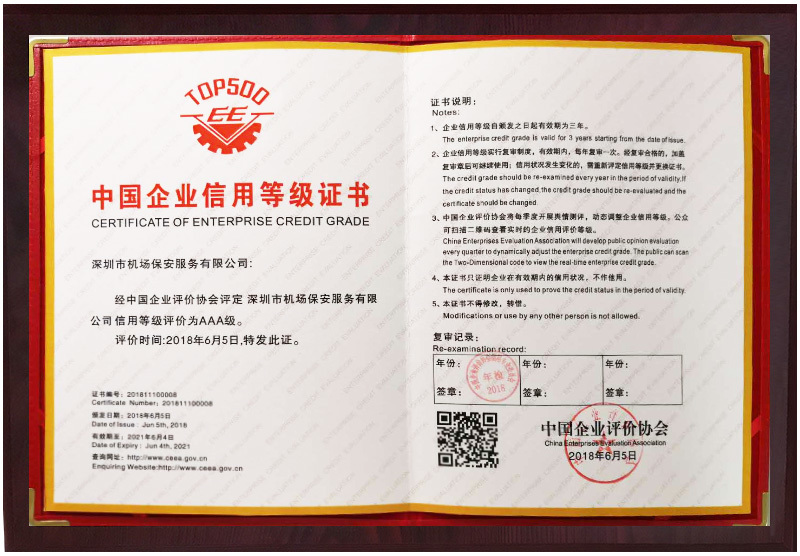 TOP500
EE
中国企业信用等级证书
CERTIFICATE OF ENTERPRISE CREDIT GRADE
深圳市机场保安服务有限公司:
经中国企业评价协会评定 深圳市机场保安服务有限
公司信用等级评价为AAA级。
评价时间:2018年6月5日,特发此证。
证书编号: 201811100008
Certificate Number: 201811100008
颁发日期: 2018年6月5日
Date of Issue: Jun 5th, 2018
有效期至: 2021年6月4日
Date of Expiry: Jun 4th, 2021
查询网址: http://www.ceea.gov.cn
Enquiring Website:http://www.ceea.gov.cn
证书说明:
Notes:
1、企业信用等级自颁发之日起有效期为三年。
The enterprise credit grade is valid for 3 years starting from the date of issue.
2、企业信用等级实行复审制度，有效期内，每年复审一次。经复审合格的，加盖
复审章后可继续使用；信用状况发生变化的，需重新评定信用等级并更换证书。
The credit grade should be re-examined every year in the period of validity.If
the credit status has changed,the credit grade should be re-evaluated and the
certificate should be changed
3、中国企业评价协会将每季度开展舆情测评，动态调整企业信用等级。公众
可扫描二维码查看实时的企业信用评价等级。
China Enterprises Evaluation Association will develop public opinion evaluation
every quarter to dynamically adjust the enterprise credit grade. The public can scan
the Two-Dimensional code to view the real-time enterprise credit grade.
4、本证书只证明企业在有效期内的信用状况，不作他用。
The certificate is only used to prove the credit status in the period of validity.
5、本证书不得修改，转借。
Modifications or use by any other person is not allowed.
复审记录:
Re-examination record:
年份: 年份: 年份:
年检
2018
签章: 签章: 签章:
中国企业评价协会
China Enterprises Evaluation Association
2018年6月5日